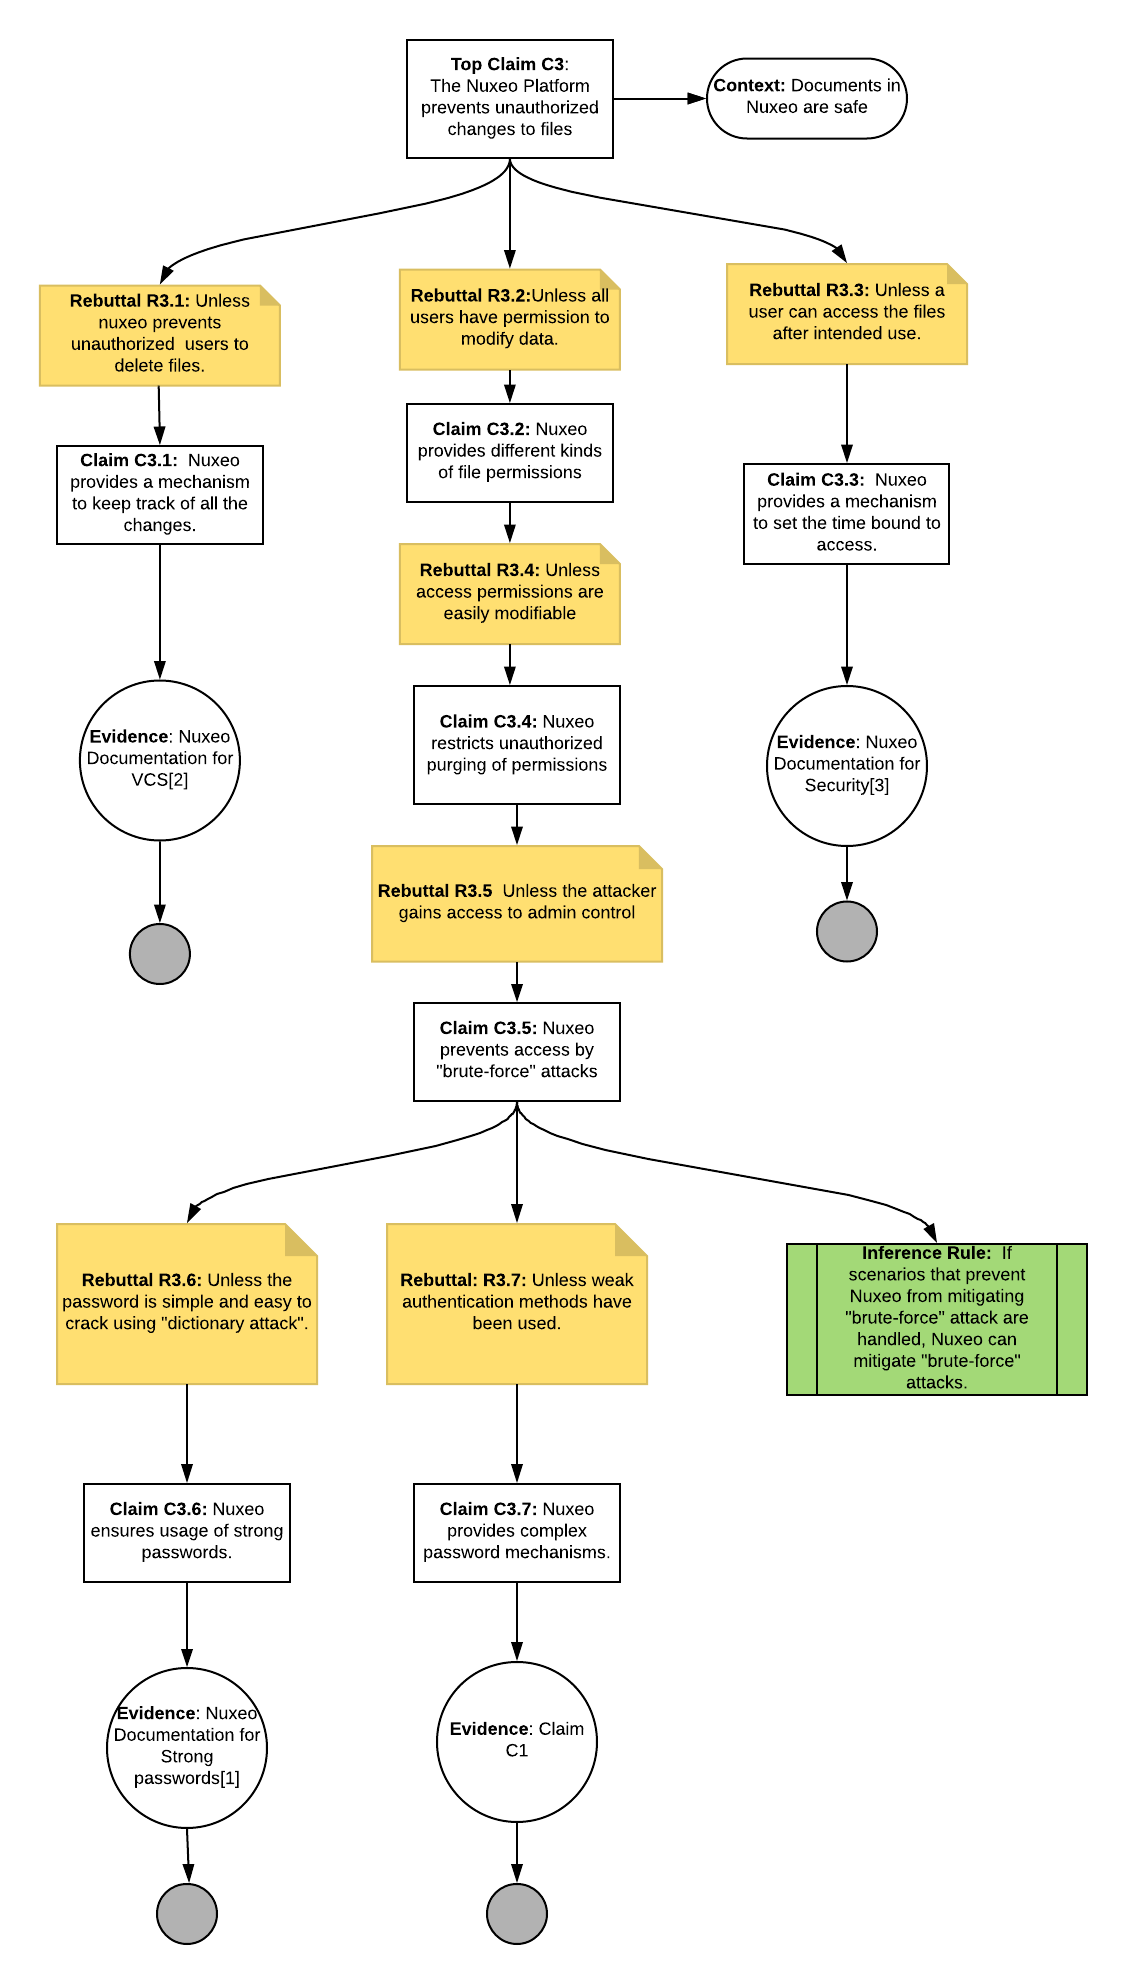 Top Claim C3:
The Nuxeo Platform
prevents unauthorized
changes to files
Context: Documents in
Nuxeo are safe
Rebuttal R3.1: Unless
nuxeo prevents
unauthorized  users to
delete files.
Rebuttal R3.2:Unless all
users have permission to
modify data.
Rebuttal R3.3: Unless a
user can access the files
after intended use.
Claim C3.1:  Nuxeo
provides a mechanism
to keep track of all the
changes.
Claim C3.2: Nuxeo
provides different kinds
of file permissions
Claim C3.3:  Nuxeo
provides a mechanism
to set the time bound to
access.
Rebuttal R3.4: Unless
access permissions are
easily modifiable
Evidence: Nuxeo
Documentation for
VCS[2]
Claim C3.4: Nuxeo
restricts unauthorized
purging of permissions
Evidence: Nuxeo
Documentation for
Security[3]
Rebuttal R3.5  Unless the attacker
gains access to admin control
Claim C3.5: Nuxeo
prevents access by
"brute-force" attacks
Rebuttal R3.6: Unless the
password is simple and easy to
crack using "dictionary attack".
Rebuttal: R3.7: Unless weak
authentication methods have
been used.
Inference Rule:  If
scenarios that prevent
Nuxeo from mitigating
"brute-force" attack are
handled, Nuxeo can
mitigate "brute-force"
attacks.
Claim C3.6: Nuxeo
ensures usage of strong
passwords.
Claim C3.7: Nuxeo
provides complex
password mechanisms.
Evidence: Nuxeo
Documentation for
Strong
passwords[1]
Evidence: Claim
C1